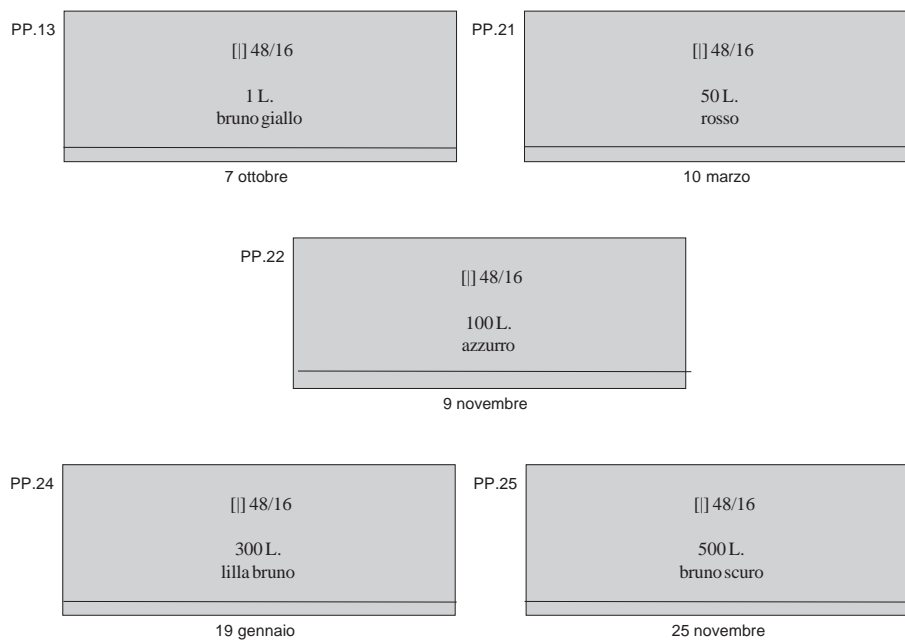 PP.13
[|] 48/16
1 L.
bruno giallo
7 ottobre
PP.21
[|] 48/16
50 L.
rosso
10 marzo
PP.22
[|] 48/16
100 L.
azzurro
9 novembre
PP.24
[|] 48/16
300 L.
lilla bruno
19 gennaio
PP.25
[|] 48/16
500 L.
bruno scuro
25 novembre